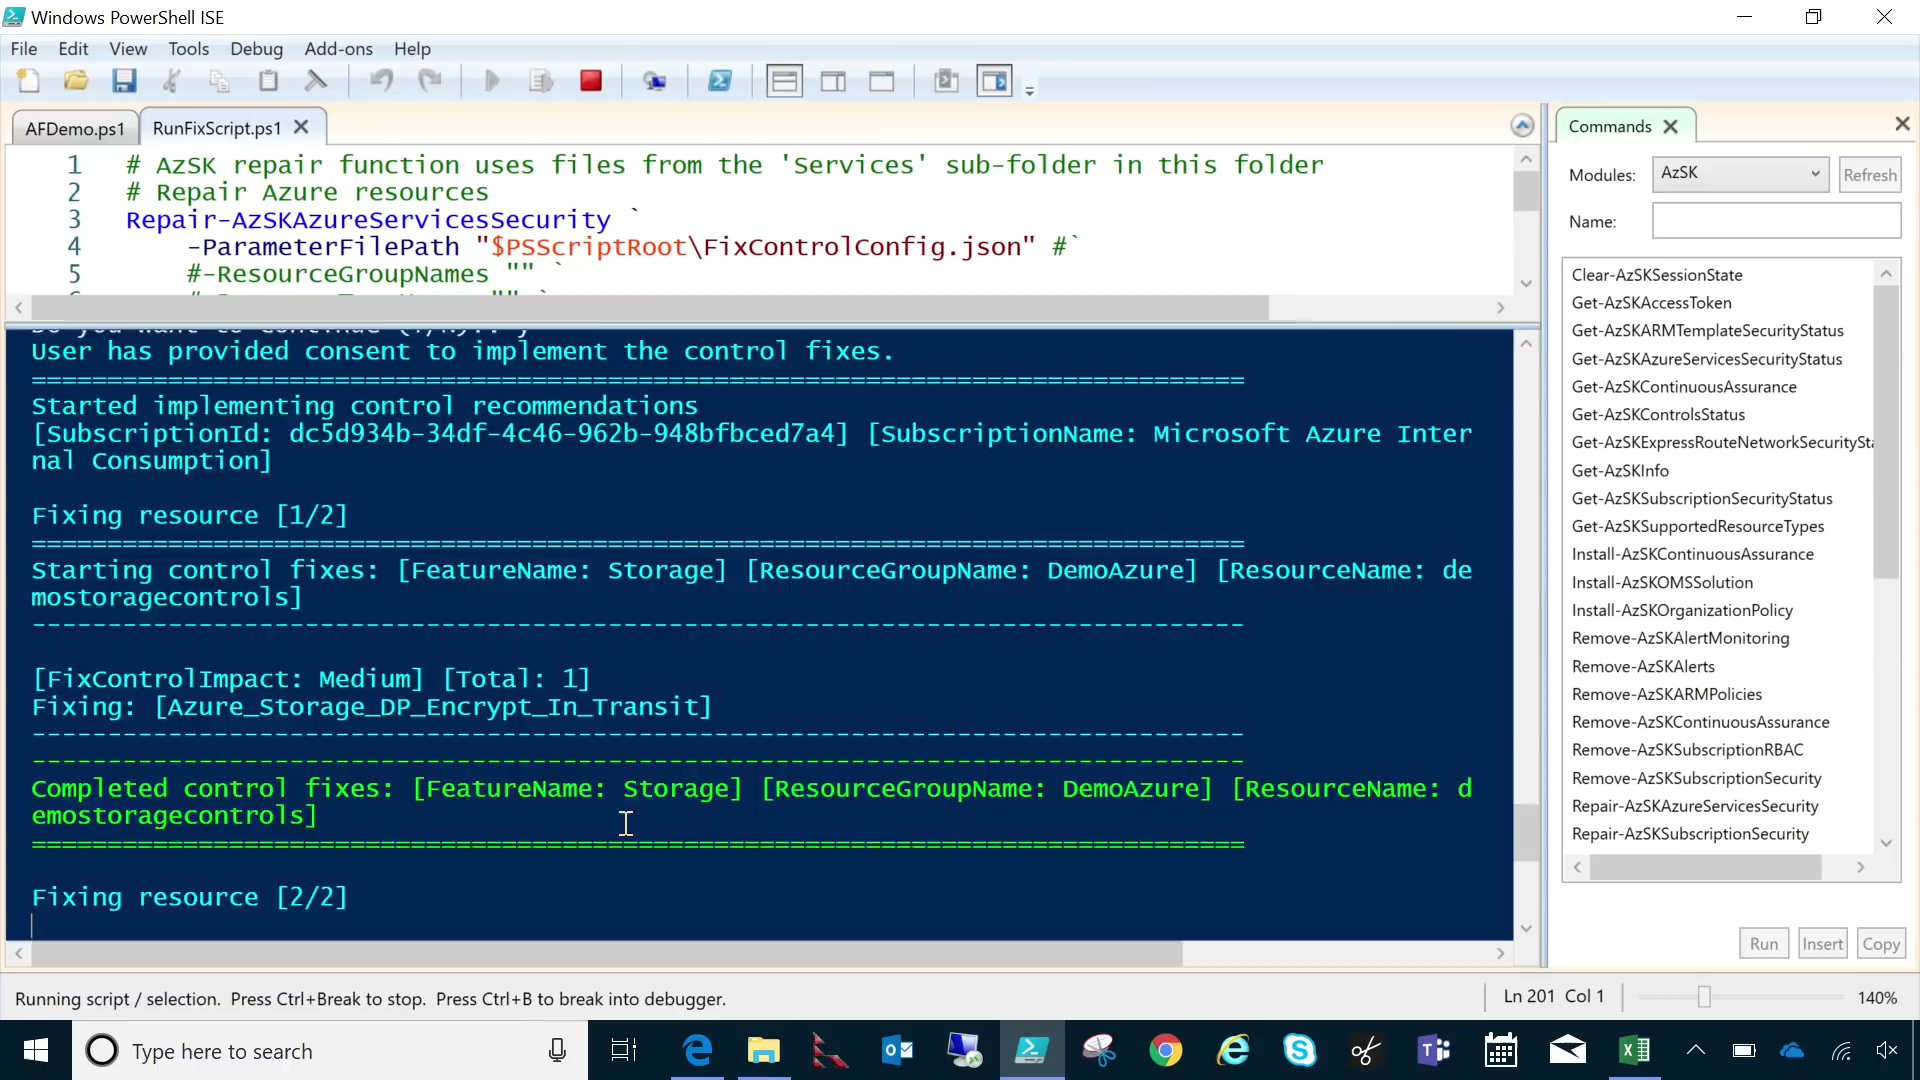 Windows PowerShell ISE
File Edit View Tools Debug Add-ons Help
AFDemo.ps1 RunFixScript.ps1
1 # AzSK repair function uses files from the 'Services' sub-folder in this folder
2 # Repair Azure resources
3 Repair-AzSKAzureServicesSecurity `
4 -ParameterFilePath "$PSScriptRoot\FixControlConfig.json" #`
5 #-ResourceGroupNames "" `
User has provided consent to implement the control fixes.
================================================================================
Started implementing control recommendations
[SubscriptionId: dc5d934b-34df-4c46-962b-948bfbced7a4] [SubscriptionName: Microsoft Azure Inter
nal Consumption]
Fixing resource [1/2]
================================================================================
Starting control fixes: [FeatureName: Storage] [ResourceGroupName: DemoAzure] [ResourceName: de
mostoragecontrols]
--------------------------------------------------------------------------------
[FixControlImpact: Medium] [Total: 1]
Fixing: [Azure_Storage_DP_Encrypt_In_Transit]
--------------------------------------------------------------------------------
--------------------------------------------------------------------------------
Completed control fixes: [FeatureName: Storage] [ResourceGroupName: DemoAzure] [ResourceName: d
emostoragecontrols]
================================================================================
Fixing resource [2/2]
Commands
Modules: AzSK Refresh
Name:
Clear-AzSKSessionState
Get-AzSKAccessToken
Get-AzSKARMTemplateSecurityStatus
Get-AzSKAzureServicesSecurityStatus
Get-AzSKContinuousAssurance
Get-AzSKControlsStatus
Get-AzSKExpressRouteNetworkSecuritySta
Get-AzSKInfo
Get-AzSKSubscriptionSecurityStatus
Get-AzSKSupportedResourceTypes
Install-AzSKContinuousAssurance
Install-AzSKOMSSolution
Install-AzSKOrganizationPolicy
Remove-AzSKAlertMonitoring
Remove-AzSKAlerts
Remove-AzSKARMPolicies
Remove-AzSKContinuousAssurance
Remove-AzSKSubscriptionRBAC
Remove-AzSKSubscriptionSecurity
Repair-AzSKAzureServicesSecurity
Repair-AzSKSubscriptionSecurity
Run Insert Copy
Running script / selection. Press Ctrl+Break to stop. Press Ctrl+B to break into debugger.
Ln 201 Col 1
140%
Type here to search